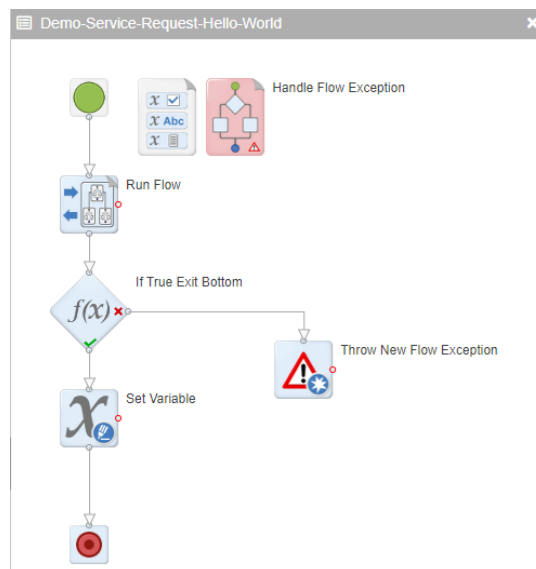 Demo-Service-Request-Hello-World
Handle Flow Exception
x
x Abc
x
Run Flow
If True Exit Bottom
f(x)
Throw New Flow Exception
Set Variable
X